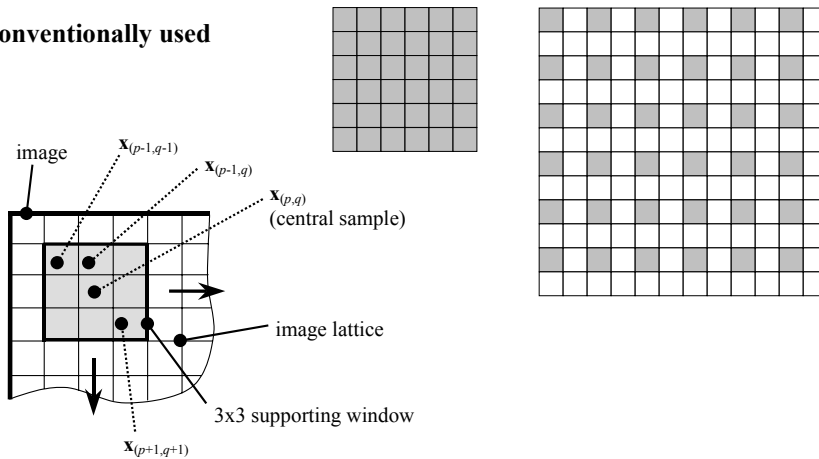 onventionally used
image
x(p-1,q-1)
x(p-1,q)
x(p,q)
(central sample)
image lattice
3x3 supporting window
x(p+1,q+1)